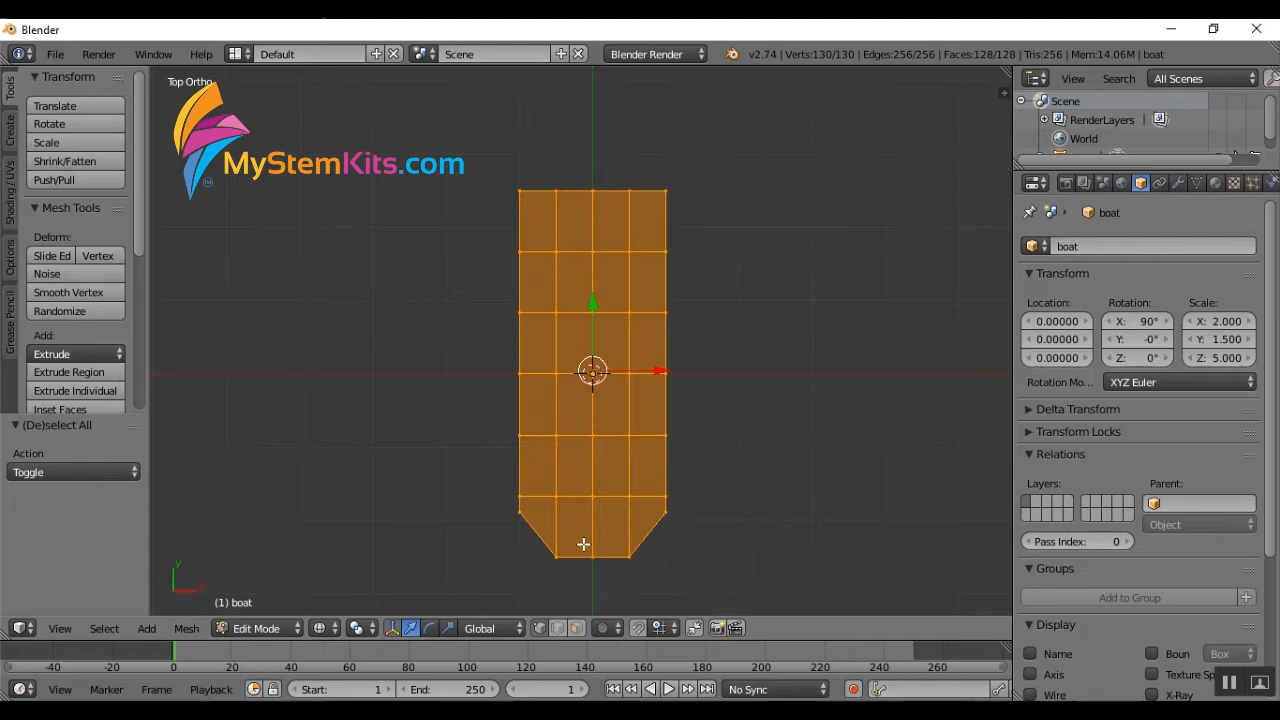 Blender
File Render Window Help Default Scene Blender Render v2.74 | Verts:130/130 | Edges:256/256 | Faces:128/128 | Tris:256 | Mem:14.06M | boat
Tools
Create
Shading / UVs
Options
Grease Pencil
Transform
Translate
Rotate
Scale
Shrink/Fatten
Push/Pull
Mesh Tools
Deform:
Slide Ed Vertex
Noise
Smooth Vertex
Randomize
Add:
Extrude
Extrude Region
Extrude Individual
Inset Faces
(De)select All
Action
Toggle
Top Ortho
MyStemKits.com
TM
y
x
(1) boat
View Search All Scenes
Scene
RenderLayers
World
boat
boat
Transform
Location: Rotation: Scale:
0.00000 X: 90° X: 2.000
0.00000 Y: -0° Y: 1.500
0.00000 Z: 0° Z: 5.000
Rotation Mo... XYZ Euler
Delta Transform
Transform Locks
Relations
Layers: Parent:
Object
Pass Index: 0
Groups
Add to Group
Display
Name Boun Box
Axis Texture Sp
Wire X-Ray
View Select Add Mesh Edit Mode Global
-40 -20 0 20 40 60 80 100 120 140 160 180 200 220 240 260
View Marker Frame Playback Start: 1 End: 250 1 No Sync